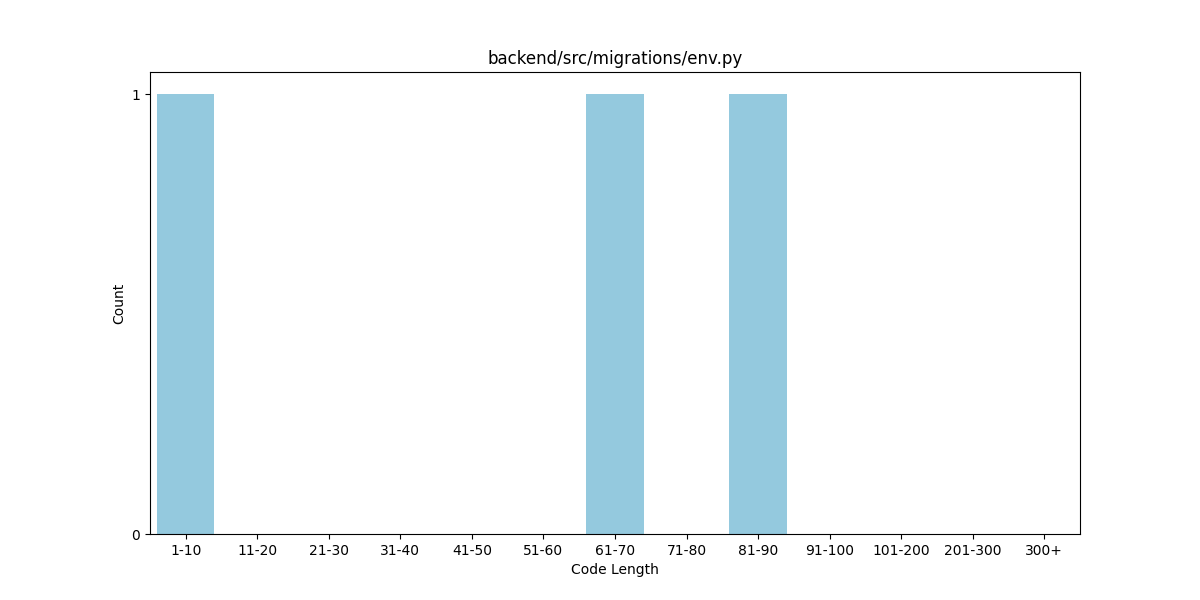 backend/src/migrations/env.py
1
Count
0
1-10 11-20 21-30 31-40 41-50 51-60 61-70 71-80 81-90 91-100 101-200 201-300 300+
Code Length